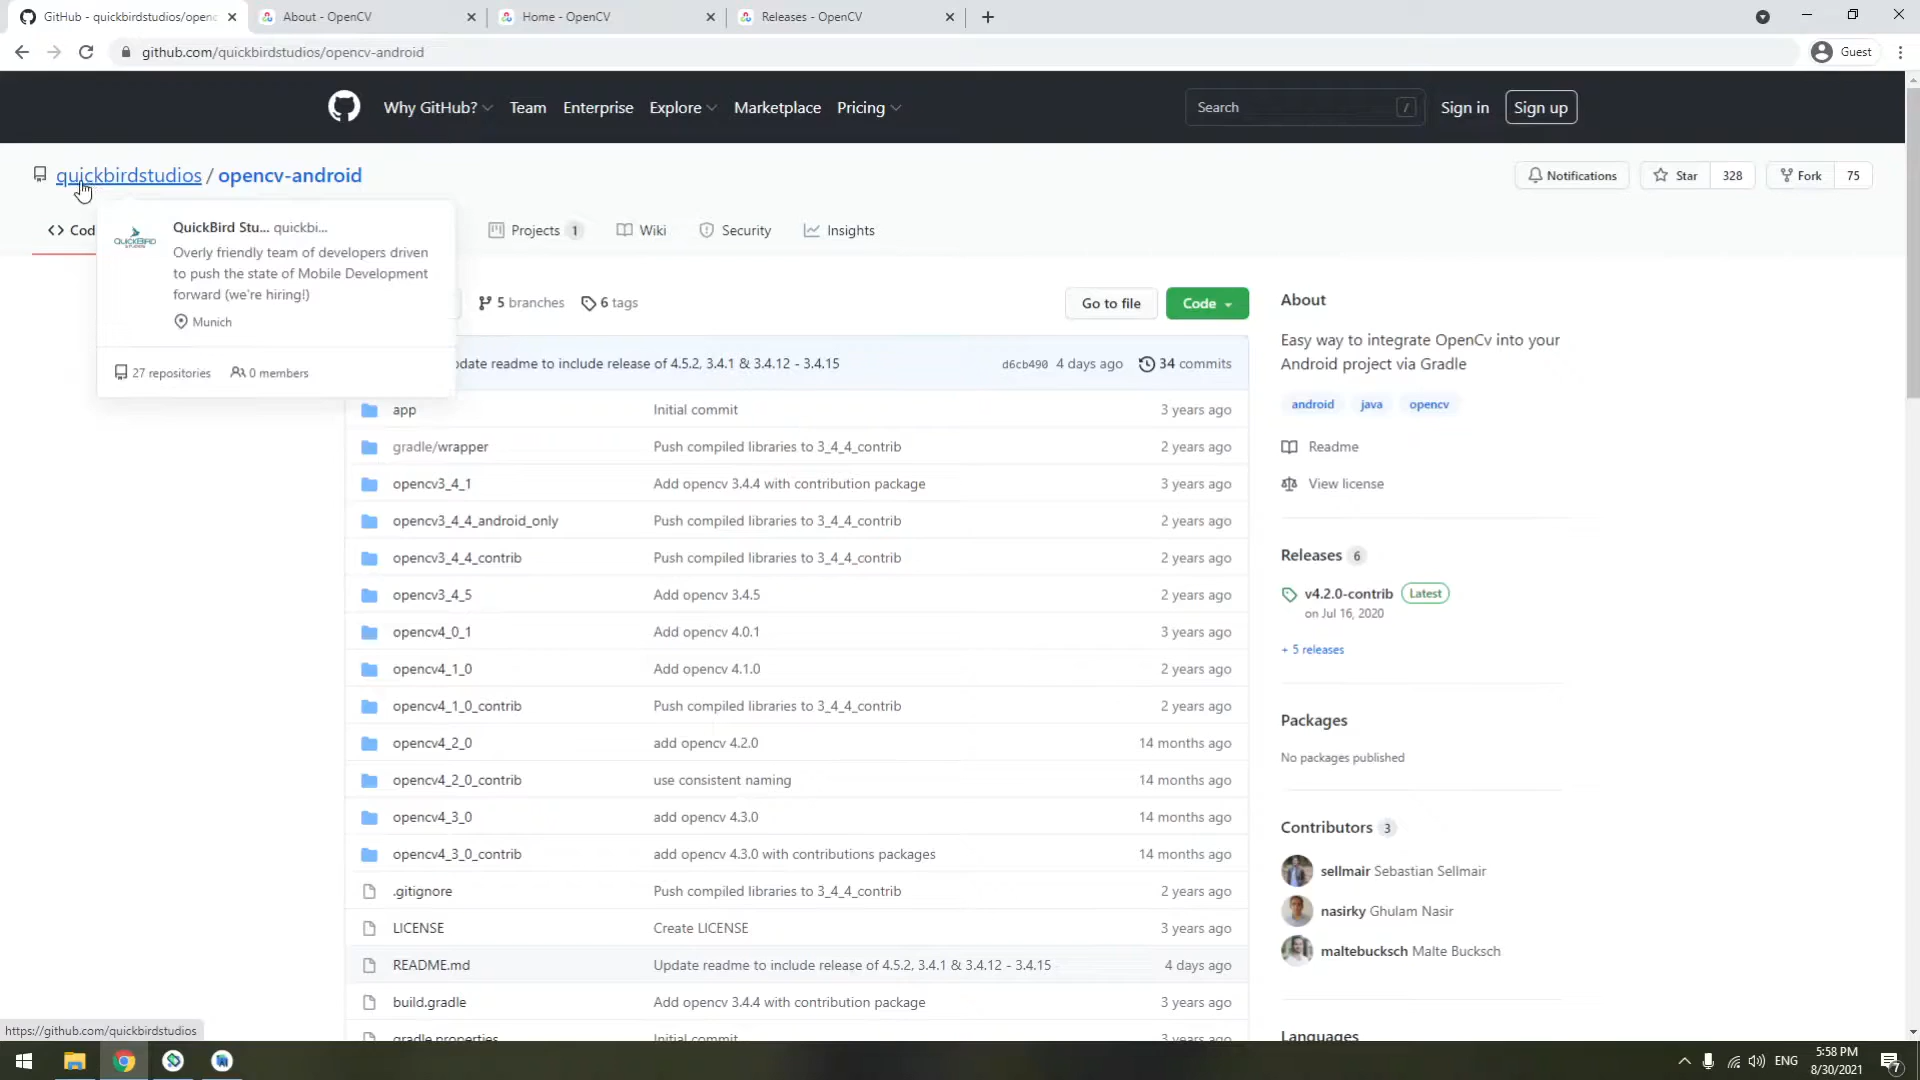 GitHub - quickbirdstudios/openc
About - OpenCV
Home - OpenCV
Releases - OpenCV
github.com/quickbirdstudios/opencv-android
Guest
Why GitHub?
Team
Enterprise
Explore
Marketplace
Pricing
Search
/
Sign in
Sign up
quickbirdstudios / opencv-android
Notifications
Star
328
Fork
75
<> Cod
Projects 1
Wiki
Security
Insights
QuickBird Stu... quickbi...
Overly friendly team of developers driven
to push the state of Mobile Development
forward (we're hiring!)
Munich
27 repositories
0 members
5 branches
6 tags
Go to file
Code
pdate readme to include release of 4.5.2, 3.4.1 & 3.4.12 - 3.4.15
d6cb490 4 days ago
34 commits
app
Initial commit
3 years ago
gradle/wrapper
Push compiled libraries to 3_4_4_contrib
2 years ago
opencv3_4_1
Add opencv 3.4.4 with contribution package
3 years ago
opencv3_4_4_android_only
Push compiled libraries to 3_4_4_contrib
2 years ago
opencv3_4_4_contrib
Push compiled libraries to 3_4_4_contrib
2 years ago
opencv3_4_5
Add opencv 3.4.5
2 years ago
opencv4_0_1
Add opencv 4.0.1
3 years ago
opencv4_1_0
Add opencv 4.1.0
2 years ago
opencv4_1_0_contrib
Push compiled libraries to 3_4_4_contrib
2 years ago
opencv4_2_0
add opencv 4.2.0
14 months ago
opencv4_2_0_contrib
use consistent naming
14 months ago
opencv4_3_0
add opencv 4.3.0
14 months ago
opencv4_3_0_contrib
add opencv 4.3.0 with contributions packages
14 months ago
.gitignore
Push compiled libraries to 3_4_4_contrib
2 years ago
LICENSE
Create LICENSE
3 years ago
README.md
Update readme to include release of 4.5.2, 3.4.1 & 3.4.12 - 3.4.15
4 days ago
build.gradle
Add opencv 3.4.4 with contribution package
3 years ago
gradle.properties
Initial commit
3 years ago
About
Easy way to integrate OpenCv into your
Android project via Gradle
android
java
opencv
Readme
View license
Releases 6
v4.2.0-contrib Latest
on Jul 16, 2020
+ 5 releases
Packages
No packages published
Contributors 3
sellmair Sebastian Sellmair
nasirky Ghulam Nasir
maltebucksch Malte Bucksch
Languages
https://github.com/quickbirdstudios
QUICKBIRD
ENG
5:58 PM
8/30/2021
7